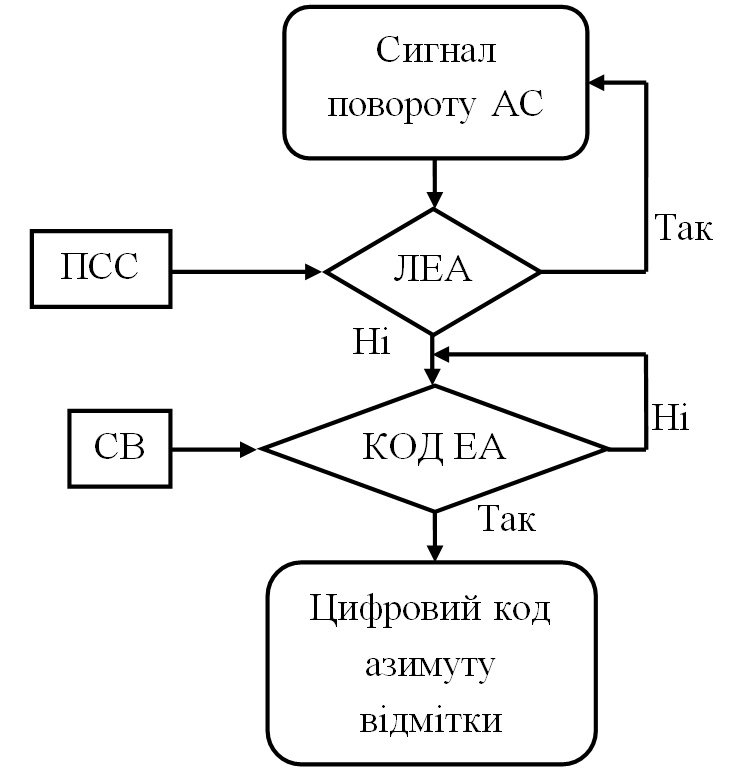 Сигнал
повороту АС
Так
ПСС
ЛЕА
Ні
Ні
СВ
КОД ЕА
Так
Цифровий код
азимуту
відмітки